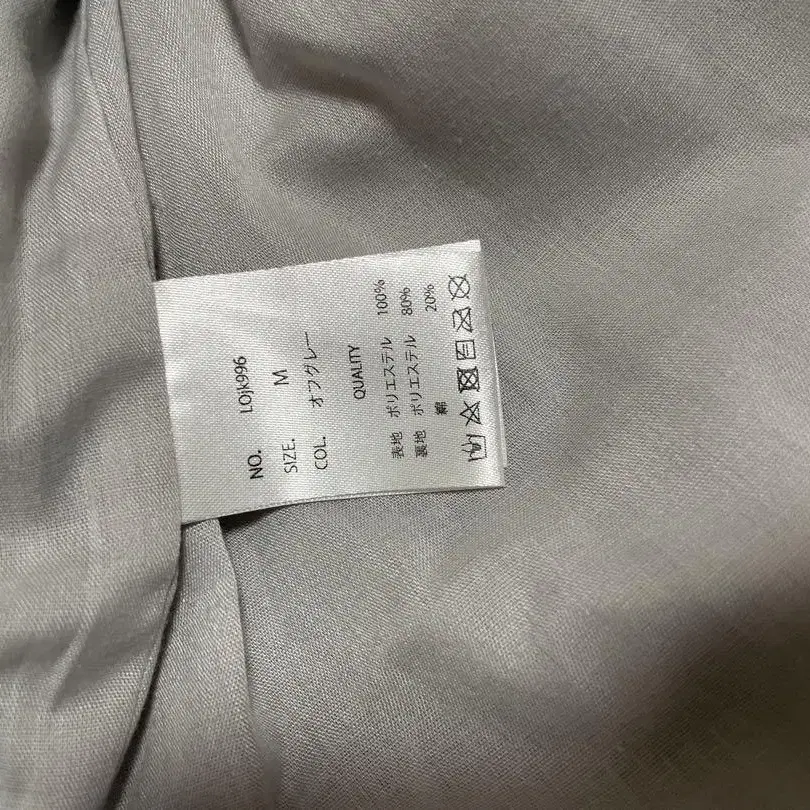 NO. LOjk996
SIZE. M
COL. オフグレー
QUALITY
表地 ポリエステル 100%
裏地 ポリエステル 80%
綿 20%